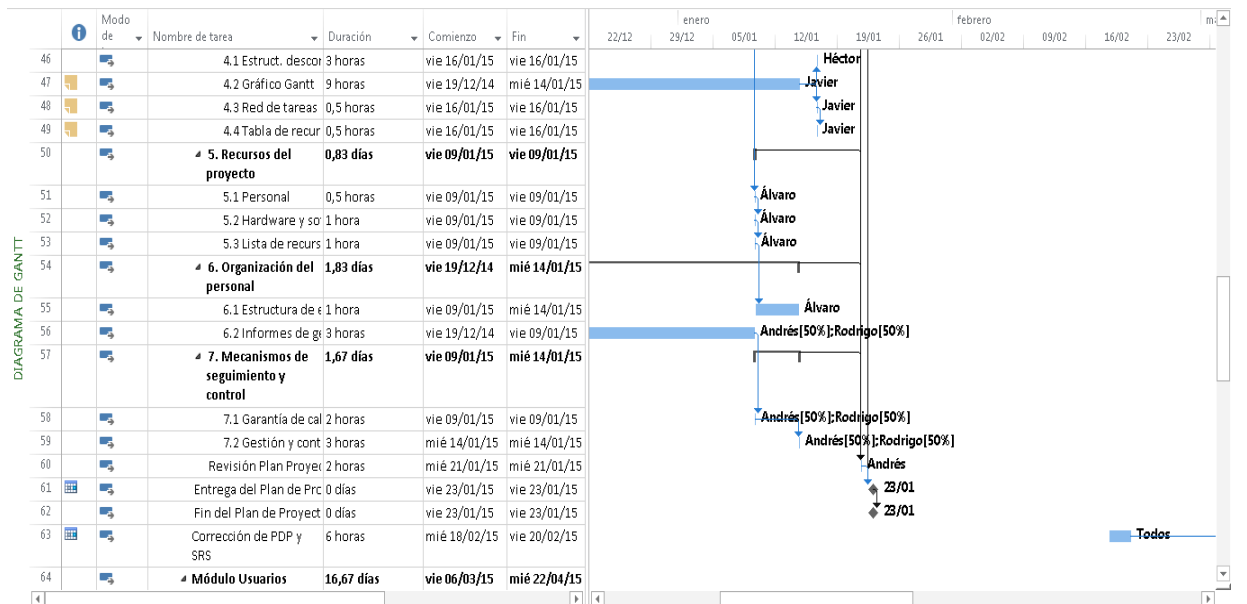 DIAGRAMA DE GANTT
Modo
de
Nombre de tarea
Duración
Comienzo
Fin
enero
febrero
22/12 29/12 05/01 12/01 19/01 26/01 02/02 09/02 16/02 23/02
46 4.1 Estruct. descor 3 horas vie 16/01/15 vie 16/01/15 Héctor
47 4.2 Gráfico Gantt 9 horas vie 19/12/14 mié 14/01/15 Javier
48 4.3 Red de tareas 0,5 horas vie 16/01/15 vie 16/01/15 Javier
49 4.4 Tabla de recur 0,5 horas vie 16/01/15 vie 16/01/15 Javier
50 5. Recursos del 0,83 días vie 09/01/15 vie 09/01/15
proyecto
51 5.1 Personal 0,5 horas vie 09/01/15 vie 09/01/15 Álvaro
52 5.2 Hardware y so 1 hora vie 09/01/15 vie 09/01/15 Álvaro
53 5.3 Lista de recurs 1 hora vie 09/01/15 vie 09/01/15 Álvaro
54 6. Organización del 1,83 días vie 19/12/14 mié 14/01/15
personal
55 6.1 Estructura de e 1 hora vie 09/01/15 mié 14/01/15 Álvaro
56 6.2 Informes de ge 3 horas vie 19/12/14 vie 09/01/15 Andrés[50%];Rodrigo[50%]
57 7. Mecanismos de 1,67 días vie 09/01/15 mié 14/01/15
seguimiento y
control
58 7.1 Garantía de cal 2 horas vie 09/01/15 vie 09/01/15 Andrés[50%];Rodrigo[50%]
59 7.2 Gestión y cont 3 horas mié 14/01/15 mié 14/01/15 Andrés[50%];Rodrigo[50%]
60 Revisión Plan Proyec 2 horas mié 21/01/15 mié 21/01/15 Andrés
61 Entrega del Plan de Prc 0 días vie 23/01/15 vie 23/01/15 23/01
62 Fin del Plan de Proyect 0 días vie 23/01/15 vie 23/01/15 23/01
63 Corrección de PDP y 6 horas mié 18/02/15 vie 20/02/15 Todos
SRS
64 Módulo Usuarios 16,67 días vie 06/03/15 mié 22/04/15